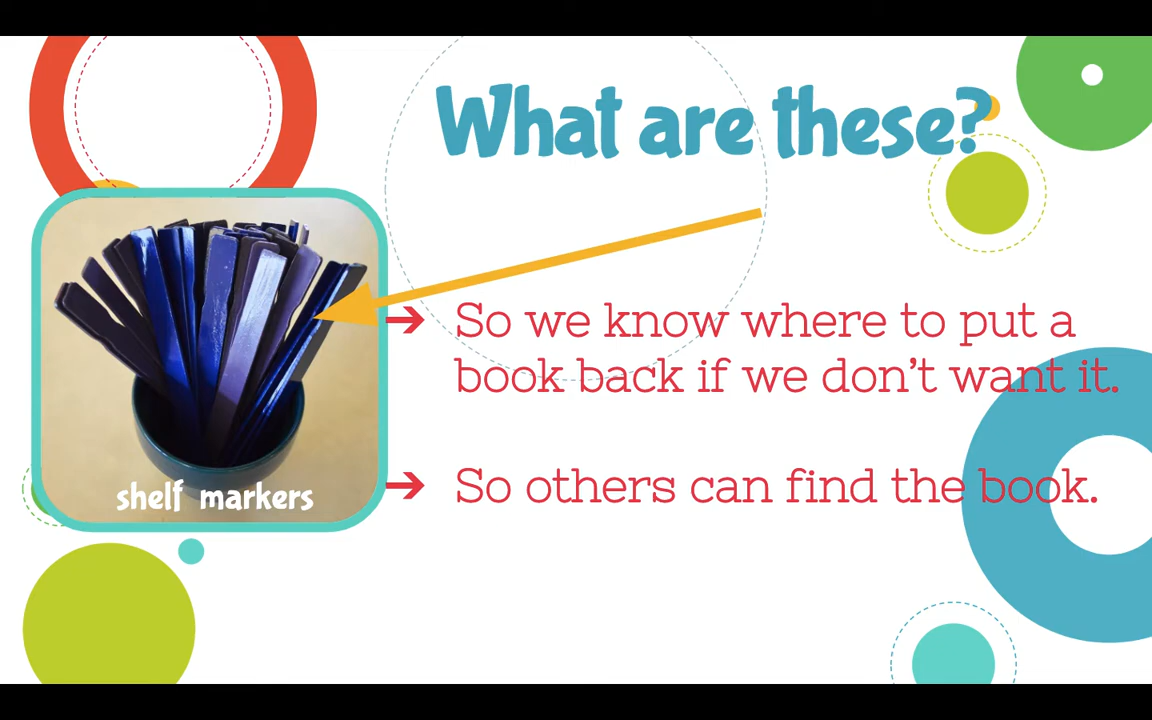 What are these?
So we know where to put a
book back if we don't want it.
So others can find the book.
shelf markers